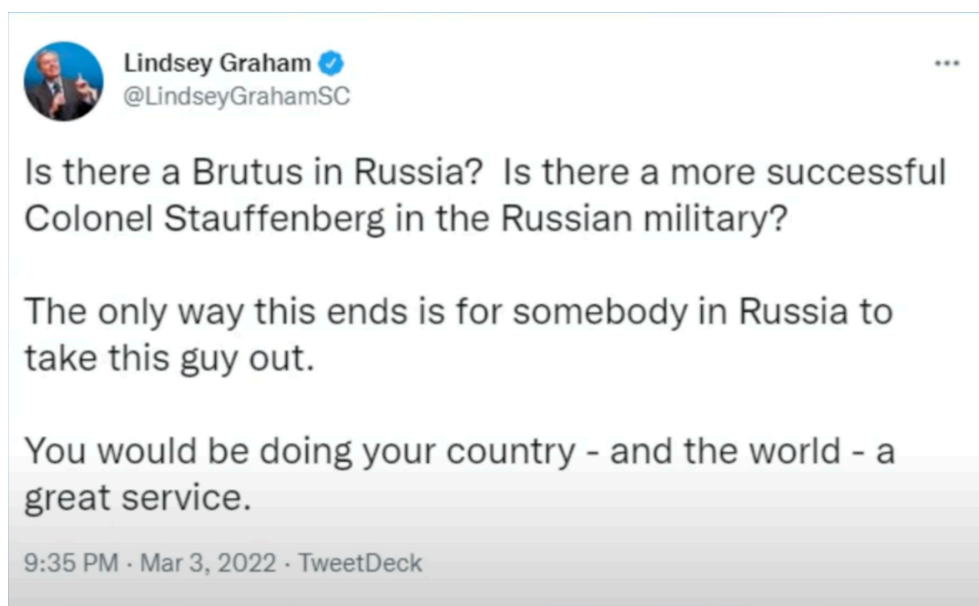 Lindsey Graham
@LindseyGrahamSC
Is there a Brutus in Russia?  Is there a more successful
Colonel Stauffenberg in the Russian military?
The only way this ends is for somebody in Russia to
take this guy out.
You would be doing your country - and the world - a
great service.
9:35 PM · Mar 3, 2022 · TweetDeck